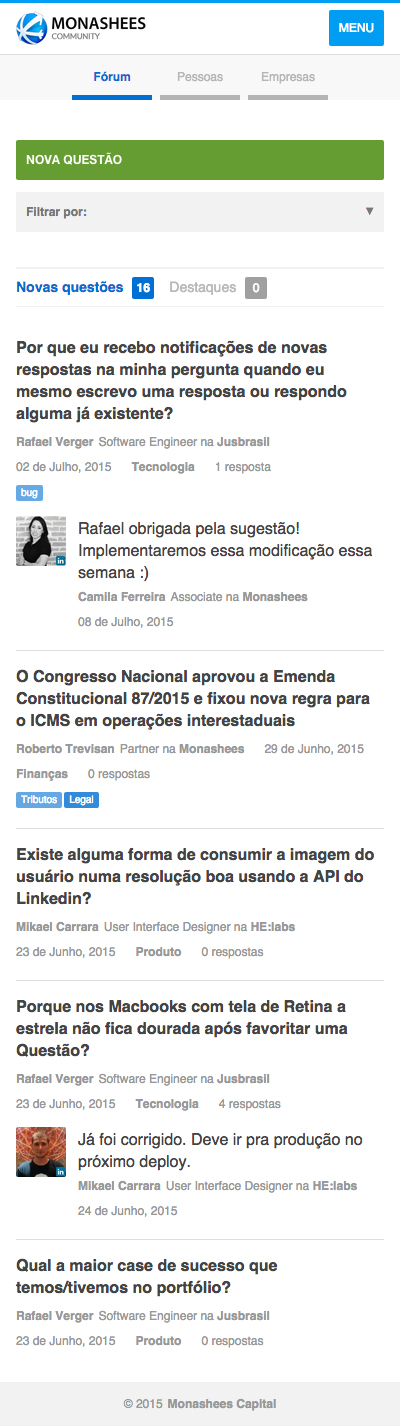 MONASHEES
COMMUNITY
MENU
Fórum Pessoas Empresas
NOVA QUESTÃO
Filtrar por: ▼
Novas questões 16 Destaques 0
Por que eu recebo notificações de novas
respostas na minha pergunta quando eu
mesmo escrevo uma resposta ou respondo
alguma já existente?
Rafael Verger Software Engineer na Jusbrasil
02 de Julho, 2015 Tecnologia 1 resposta
bug
Rafael obrigada pela sugestão!
Implementaremos essa modificação essa
semana :)
in
Camila Ferreira Associate na Monashees
08 de Julho, 2015
O Congresso Nacional aprovou a Emenda
Constitucional 87/2015 e fixou nova regra para
o ICMS em operações interestaduais
Roberto Trevisan Partner na Monashees 29 de Junho, 2015
Finanças 0 respostas
Tributos Legal
Existe alguma forma de consumir a imagem do
usuário numa resolução boa usando a API do
Linkedin?
Mikael Carrara User Interface Designer na HE:labs
23 de Junho, 2015 Produto 0 respostas
Porque nos Macbooks com tela de Retina a
estrela não fica dourada após favoritar uma
Questão?
Rafael Verger Software Engineer na Jusbrasil
23 de Junho, 2015 Tecnologia 4 respostas
Já foi corrigido. Deve ir pra produção no
próximo deploy.
in
Mikael Carrara User Interface Designer na HE:labs
24 de Junho, 2015
Qual a maior case de sucesso que
temos/tivemos no portfólio?
Rafael Verger Software Engineer na Jusbrasil
23 de Junho, 2015 Produto 0 respostas
© 2015 Monashees Capital